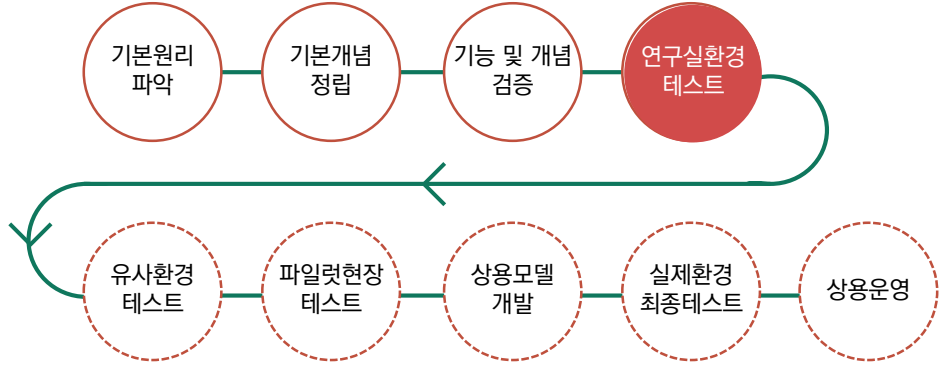 기본원리
파악
기본개념
정립
기능 및 개념
검증
연구실환경
테스트
유사환경
테스트
파일럿현장
테스트
상용모델
개발
실제환경
최종테스트
상용운영